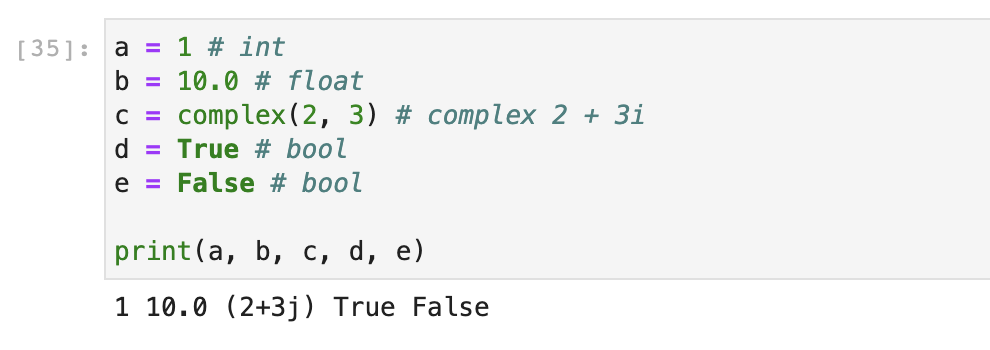 [35]:
a = 1 # int
b = 10.0 # float
c = complex(2, 3) # complex 2 + 3i
d = True # bool
e = False # bool
print(a, b, c, d, e)
1 10.0 (2+3j) True False